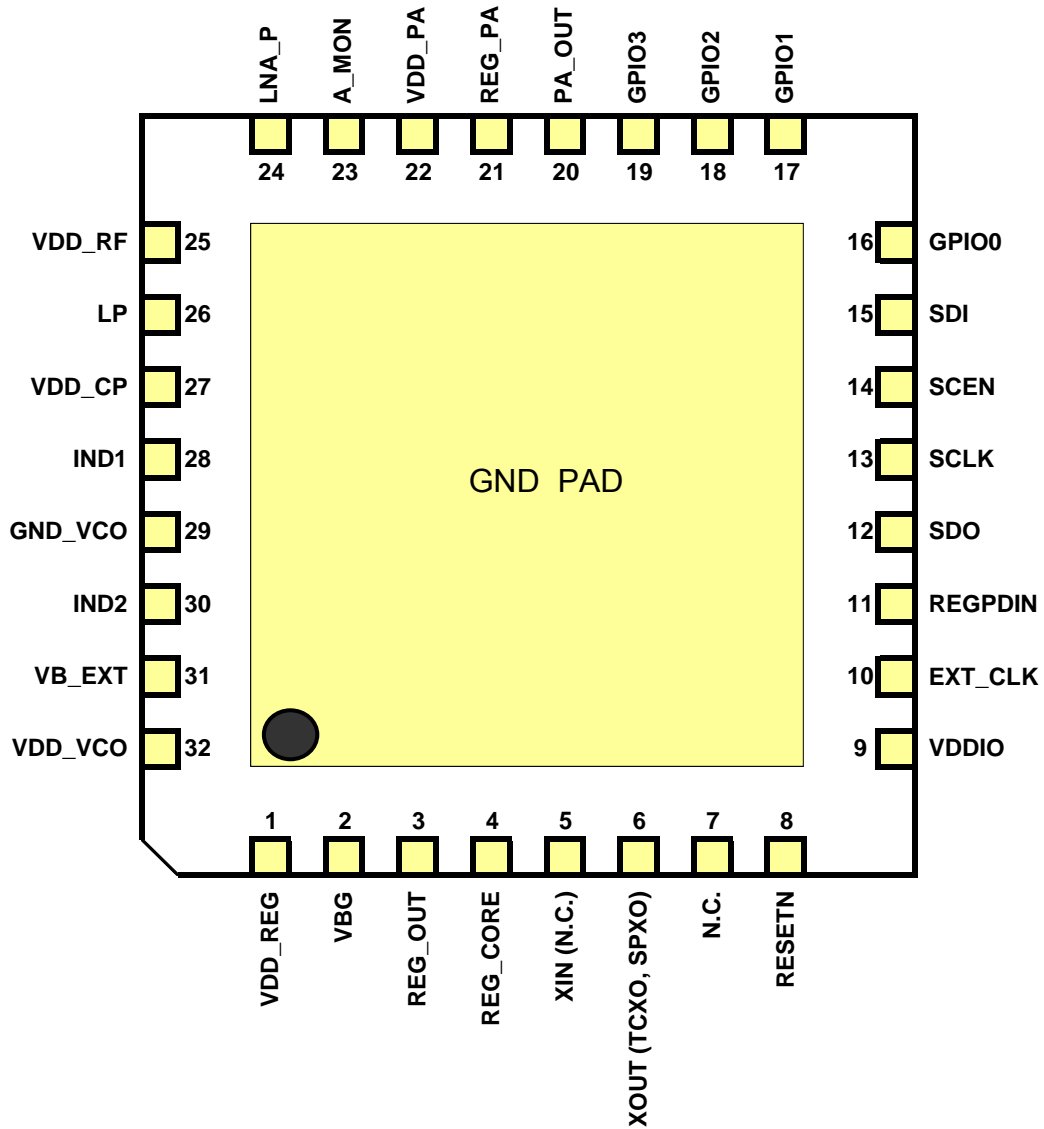 LNA_P
A_MON
VDD_PA
REG_PA
PA_OUT
GPIO3
GPIO2
GPIO1
24 23 22 21 20 19 18 17
VDD_RF 25 16 GPIO0
LP 26 15 SDI
VDD_CP 27 14 SCEN
IND1 28 13 SCLK
GND PAD
GND_VCO 29 12 SDO
IND2 30 11 REGPDIN
VB_EXT 31 10 EXT_CLK
VDD_VCO 32 9 VDDIO
1 2 3 4 5 6 7 8
VDD_REG
VBG
REG_OUT
REG_CORE
XIN (N.C.)
XOUT (TCXO, SPXO)
N.C.
RESETN